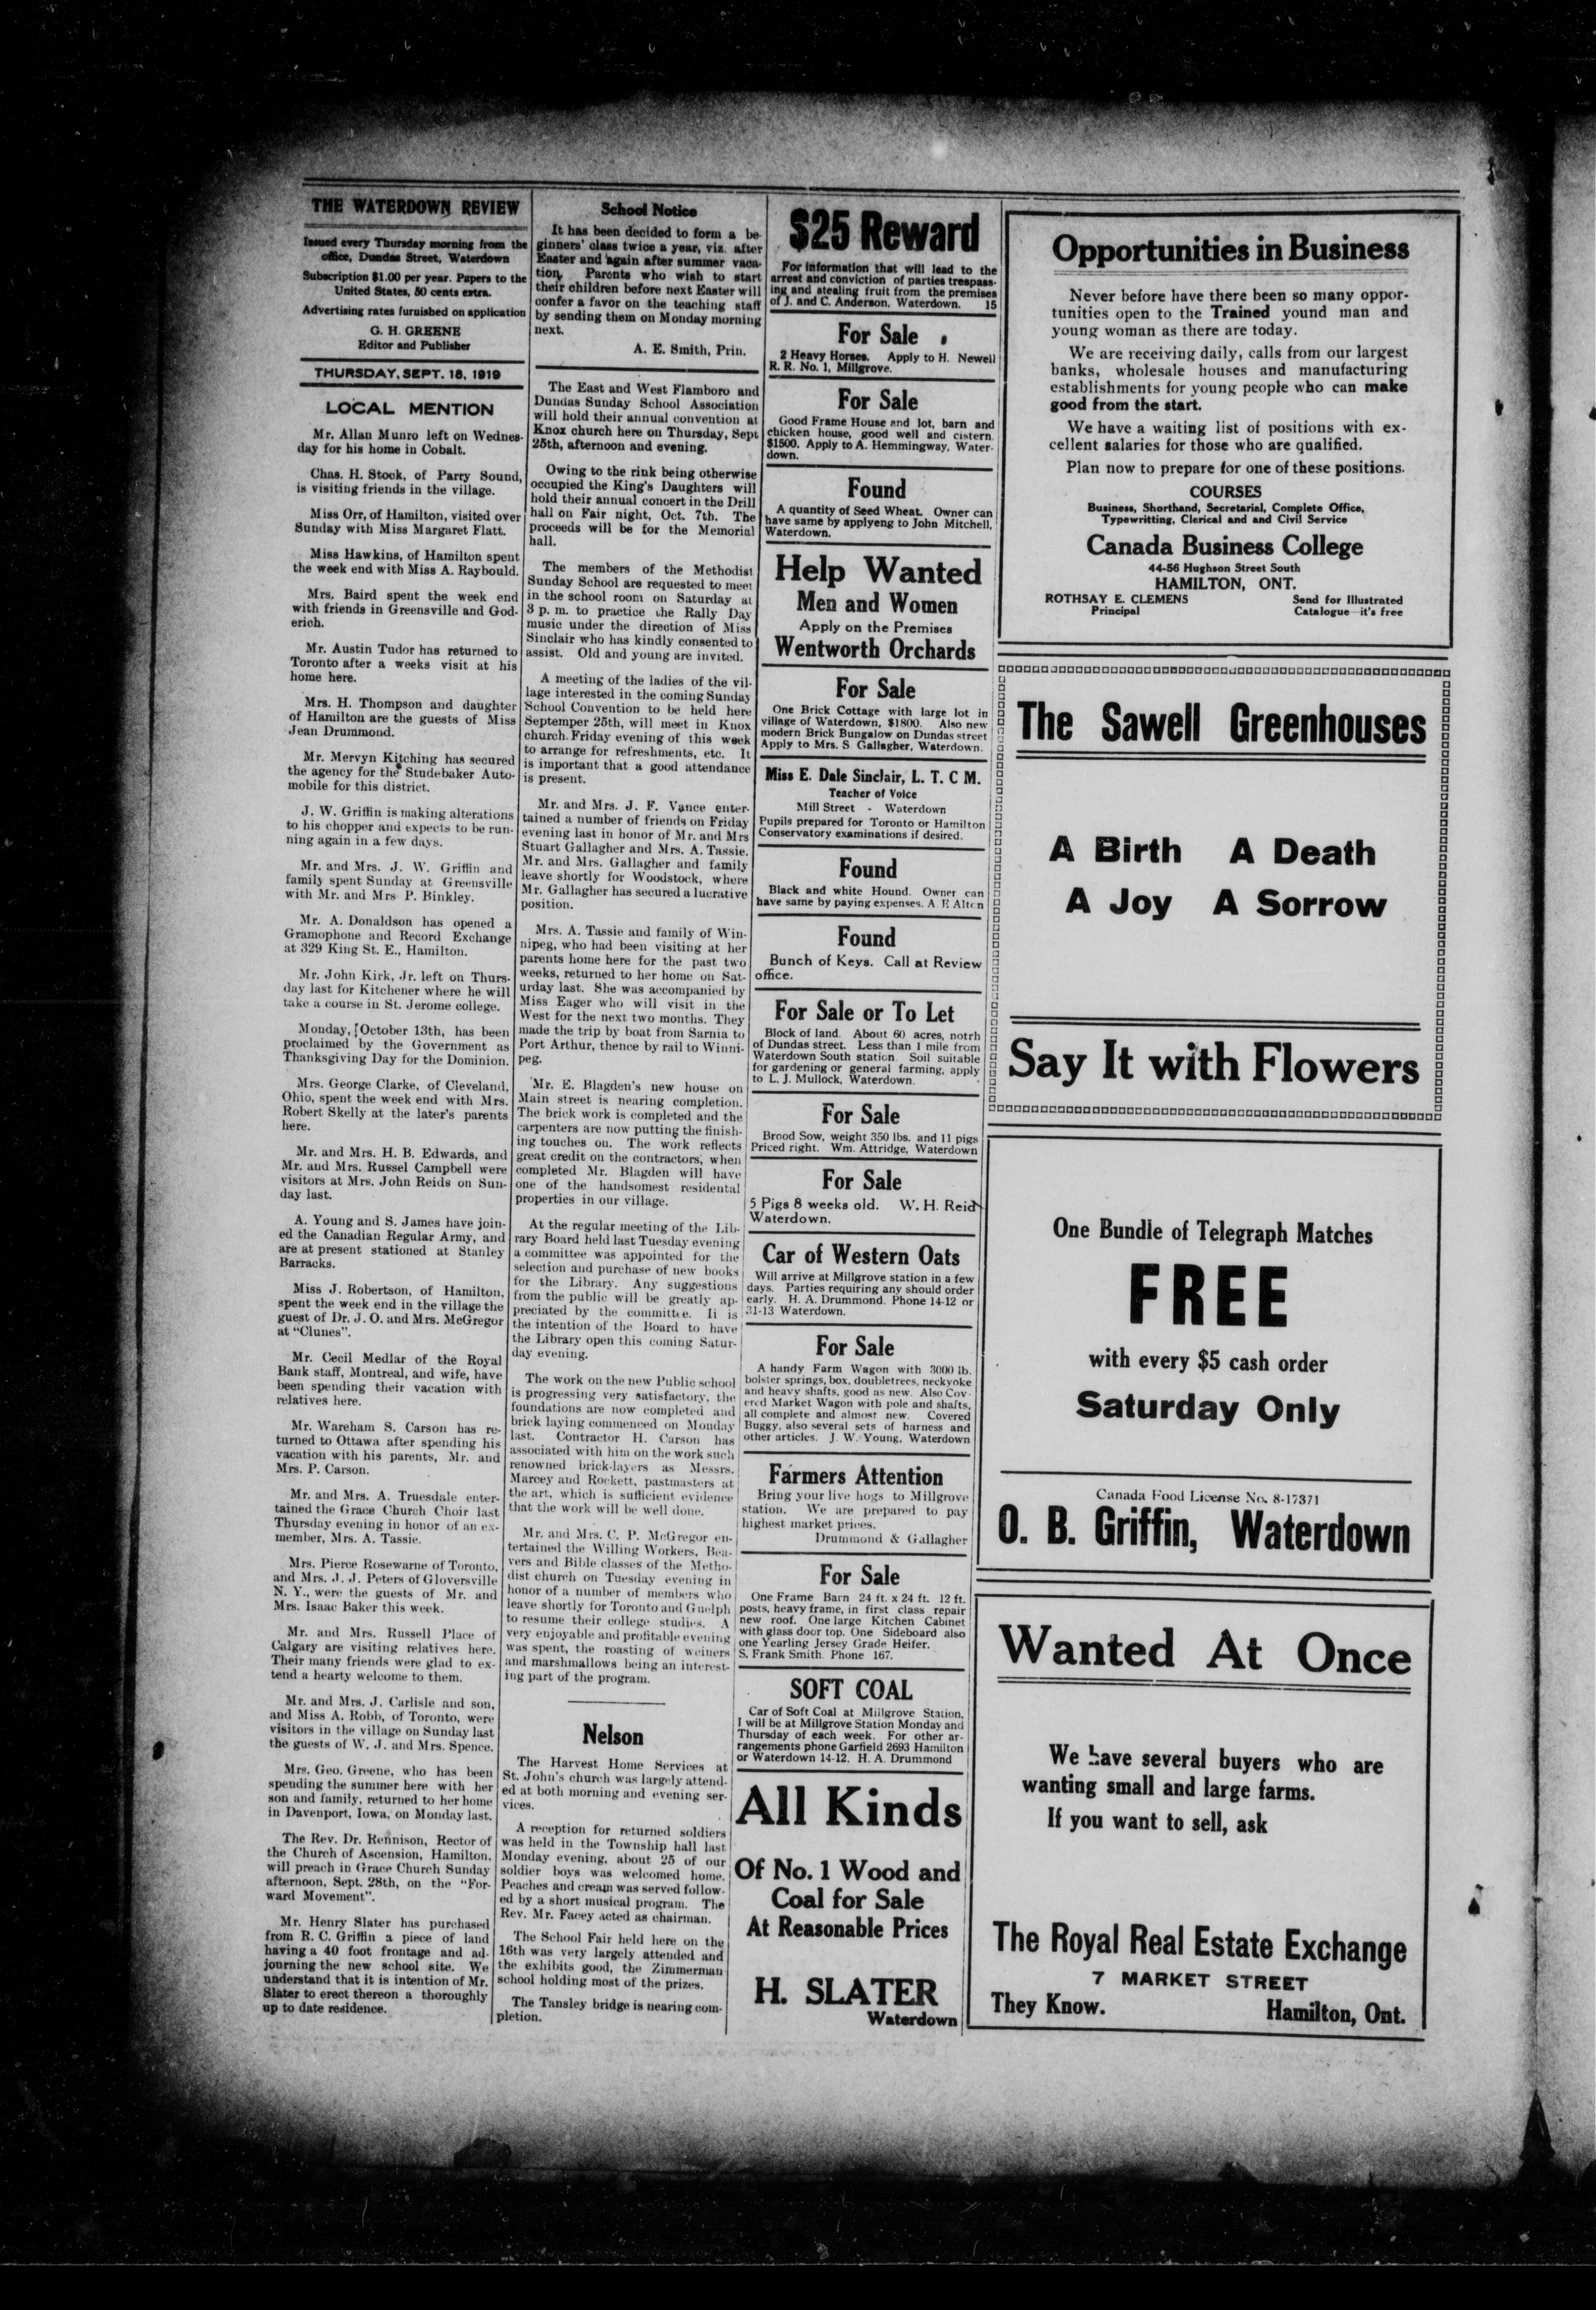 THE WATERDOWN REVIEW
Issued every Thursday morning from the
office, Dundas Street, Waterdown
Subscription $1.00 per year. Papers to the
United States, 50 cents extra.
Advertising rates furnished on application
G. H. GREENE
Editor and Publisher
THURSDAY, SEPT. 18, 1919
LOCAL MENTION
Mr. Allan Munro left on Wednes-
day for his home in Cobalt.
Chas. H. Stock, of Parry Sound,
is visiting friends in the village.
Miss Orr, of Hamilton, visited over
Sunday with Miss Margaret Flatt.
Miss Hawkins, of Hamilton spent
the week end with Miss A. Raybould.
Mrs. Baird spent the week end
with friends in Greensville and God-
erich.
Mr. Austin Tudor has returned to
Toronto after a weeks visit at his
home here.
Mrs. H. Thompson and daughter
of Hamilton are the guests of Miss
Jean Drummond.
Mr. Mervyn Kitching has secured
the agency for the Studebaker Auto-
mobile for this district.
J. W. Griffin is making alterations
to his chopper and expects to be run-
ning again in a few days.
Mr. and Mrs. J. W. Griffin and
family spent Sunday at Greensville
with Mr. and Mrs P. Binkley.
Mr. A. Donaldson has opened a
Gramophone and Record Exchange
at 329 King St. E., Hamilton.
Mr. John Kirk, Jr. left on Thurs-
day last for Kitchener where he will
take a course in St. Jerome college.
Monday, October 13th, has been
proclaimed by the Government as
Thanksgiving Day for the Dominion.
Mrs. George Clarke, of Cleveland,
Ohio, spent the week end with Mrs.
Robert Skelly at the later's parents
here.
Mr. and Mrs. H. B. Edwards, and
Mr. and Mrs. Russel Campbell were
visitors at Mrs. John Reids on Sun-
day last.
A. Young and S. James have join-
ed the Canadian Regular Army, and
are at present stationed at Stanley
Barracks.
Miss J. Robertson, of Hamilton,
spent the week end in the village the
guest of Dr. J. O. and Mrs. McGregor
at "Clunes".
Mr. Cecil Medlar of the Royal
Bank staff, Montreal, and wife, have
been spending their vacation with
relatives here.
Mr. Wareham S. Carson has re-
turned to Ottawa after spending his
vacation with his parents, Mr. and
Mrs. P. Carson.
Mr. and Mrs. A. Truesdale enter-
tained the Grace Church Choir last
Thursday evening in honor of an ex-
member, Mrs. A. Tassie.
Mrs. Pierce Rosewarne of Toronto,
and Mrs. J. J. Peters of Gloversville
N. Y., were the guests of Mr. and
Mrs. Isaac Baker this week.
Mr. and Mrs. Russell Place of
Calgary are visiting relatives here.
Their many friends were glad to ex-
tend a hearty welcome to them.
Mr. and Mrs. J. Carlisle and son,
and Miss A. Robb, of Toronto, were
visitors in the village on Sunday last
the guests of W. J. and Mrs. Spence.
Mrs. Geo. Greene, who has been
spending the summer here with her
son and family, returned to her home
in Davenport, Iowa, on Monday last.
The Rev. Dr. Rennison, Rector of
the Church of Ascension, Hamilton,
will preach in Grace Church Sunday
afternoon, Sept. 28th, on the "For-
ward Movement".
Mr. Henry Slater has purchased
from R. C. Griffin a piece of land
having a 40 foot frontage and ad-
journing the new school site. We
understand that it is intention of Mr.
Slater to erect thereon a thoroughly
up to date residence.
School Notice
It has been decided to form a be-
ginners' class twice a year, viz. after
Easter and again after summer vaca-
tion. Parents who wish to start
their children before next Easter will
confer a favor on the teaching staff
by sending them on Monday morning
next.
A. E. Smith, Prin.
The East and West Flamboro and
Dundas Sunday School Association
will hold their annual convention at
Knox church here on Thursday, Sept
25th, afternoon and evening.
Owing to the rink being otherwise
occupied the King's Daughters will
hold their annual concert in the Drill
hall on Fair night, Oct. 7th. The
proceeds will be for the Memorial
hall.
The members of the Methodist
Sunday School are requested to meet
in the school room on Saturday at
3 p. m. to practice the Rally Day
music under the direction of Miss
Sinclair who has kindly consented to
assist. Old and young are invited.
A meeting of the ladies of the vil-
lage interested in the coming Sunday
School Convention to be held here
Septemper 25th, will meet in Knox
church. Friday evening of this week
to arrange for refreshments, etc. It
is important that a good attendance
is present.
Mr. and Mrs. J. F. Vance enter-
tained a number of friends on Friday
evening last in honor of Mr. and Mrs
Stuart Gallagher and Mrs. A. Tassie.
Mr. and Mrs. Gallagher and family
leave shortly for Woodstock, where
Mr. Gallagher has secured a lucrative
position.
Mrs. A. Tassie and family of Win-
nipeg, who had been visiting at her
parents home here for the past two
weeks, returned to her home on Sat-
urday last. She was accompanied by
Miss Eager who will visit in the
West for the next two months. They
made the trip by boat from Sarnia to
Port Arthur, thence by rail to Winni-
peg.
Mr. E. Blagden's new house on
Main street is nearing completion.
The brick work is completed and the
carpenters are now putting the finish-
ing touches on. The work reflects
great credit on the contractors, when
completed Mr. Blagden will have
one of the handsomest residental
properties in our village.
At the regular meeting of the Lib-
rary Board held last Tuesday evening
a committee was appointed for the
selection and purchase of new books
for the Library. Any suggestions
from the public will be greatly ap-
preciated by the committee. Ii is
the intention of the Board to have
the Library open this coming Satur-
day evening.
The work on the new Public school
is progressing very satisfactory, the
foundations are now completed and
brick laying commenced on Monday
last. Contractor H. Carson has
associated with him on the work such
renowned brick-layers as Messrs.
Marcey and Rockett, pastmasters at
the art, which is sufficient evidence
that the work will be well done.
Mr. and Mrs. C. P. McGregor en-
tertained the Willing Workers, Bea-
vers and Bible classes of the Metho-
dist church on Tuesday evening in
honor of a number of members who
leave shortly for Toronto and Guelph
to resume their college studies. A
very enjoyable and profitable evening
was spent, the roasting of weiners
and marshmallows being an interest-
ing part of the program.
Nelson
The Harvest Home Services at
St. John's church was largely attend-
ed at both morning and evening ser-
vices.
A reception for returned soldiers
was held in the Township hall last
Monday evening, about 25 of our
soldier boys was welcomed home.
Peaches and cream was served follow-
ed by a short musical program. The
Rev. Mr. Facey acted as chairman.
The School Fair held here on the
16th was very largely attended and
the exhibits good, the Zimmerman
school holding most of the prizes.
The Tansley bridge is nearing com-
pletion.
$25 Reward
For information that will lead to the
arrest and conviction of parties trespass-
ing and stealing fruit from the premises
of J. and C. Anderson, Waterdown. 15
For Sale
2 Heavy Horses. Apply to H. Newell
R. R. No. 1, Millgrove.
For Sale
Good Frame House and lot, barn and
chicken house, good well and cistern.
$1500. Apply to A. Hemmingway, Water-
down.
Found
A quantity of Seed Wheat. Owner can
have same by applyeng to John Mitchell,
Waterdown.
Help Wanted
Men and Women
Apply on the Premises
Wentworth Orchards
For Sale
One Brick Cottage with large lot in
village of Waterdown, $1800. Also new
modern Brick Bungalow on Dundas street
Apply to Mrs. S. Gallagher, Waterdown.
Miss E. Dale Sinclair, L. T. C M.
Teacher of Voice
Mill Street - Waterdown
Pupils prepared for Toronto or Hamilton
Conservatory examinations if desired.
Found
Black and white Hound. Owner can
have same by paying expenses. A. F. Alton
Found
Bunch of Keys. Call at Review
office.
For Sale or To Let
Block of land. About 60 acres, notrh
of Dundas street. Less than 1 mile from
Waterdown South station. Soil suitable
for gardening or general farming, apply
to L. J. Mullock, Waterdown.
For Sale
Brood Sow, weight 350 lbs. and 11 pigs
Priced right. Wm. Attridge, Waterdown
For Sale
5 Pigs 8 weeks old. W. H. Reid
Waterdown.
Car of Western Oats
Will arrive at Millgrove station in a few
days. Parties requiring any should order
early. H. A. Drummond. Phone 14-12 or
31-13 Waterdown.
For Sale
A handy Farm Wagon with 3000 lb.
bolster springs, box, doubletrees, neckyoke
and heavy shafts, good as new. Also Cov-
ered Market Wagon with pole and shafts,
all complete and almost new. Covered
Buggy, also several sets of harness and
other articles. J. W. Young, Waterdown
Farmers Attention
Bring your live hogs to Millgrove
station. We are prepared to pay
highest market prices.
Drummond & Gallagher
For Sale
One Frame Barn 24 ft. x 24 ft. 12 ft.
posts, heavy frame, in first class repair
new roof. One large Kitchen Cabinet
with glass door top. One Sideboard also
one Yearling Jersey Grade Heifer.
S. Frank Smith. Phone 167.
SOFT COAL
Car of Soft Coal at Millgrove Station,
I will be at Millgrove Station Monday and
Thursday of each week. For other ar-
rangements phone Garfield 2693 Hamilton
or Waterdown 14-12. H. A. Drummond
All Kinds
Of No. 1 Wood and
Coal for Sale
At Reasonable Prices
H. SLATER
Waterdown
Opportunities in Business
Never before have there been so many oppor-
tunities open to the Trained yound man and
young woman as there are today.
We are receiving daily, calls from our largest
banks, wholesale houses and manufacturing
establishments for young people who can make
good from the start.
We have a waiting list of positions with ex-
cellent salaries for those who are qualified.
Plan now to prepare for one of these positions.
COURSES
Business, Shorthand, Secretarial, Complete Office,
Typewritting, Clerical and and Civil Service
Canada Business College
44-56 Hughson Street South
HAMILTON, ONT.
ROTHSAY E. CLEMENS Send for Illustrated
Principal Catalogue—it's free
The Sawell Greenhouses
A Birth A Death
A Joy A Sorrow
Say It with Flowers
One Bundle of Telegraph Matches
FREE
with every $5 cash order
Saturday Only
Canada Food License No. 8-17371
O. B. Griffin, Waterdown
Wanted At Once
We have several buyers who are
wanting small and large farms.
If you want to sell, ask
The Royal Real Estate Exchange
7 MARKET STREET
They Know. Hamilton, Ont.